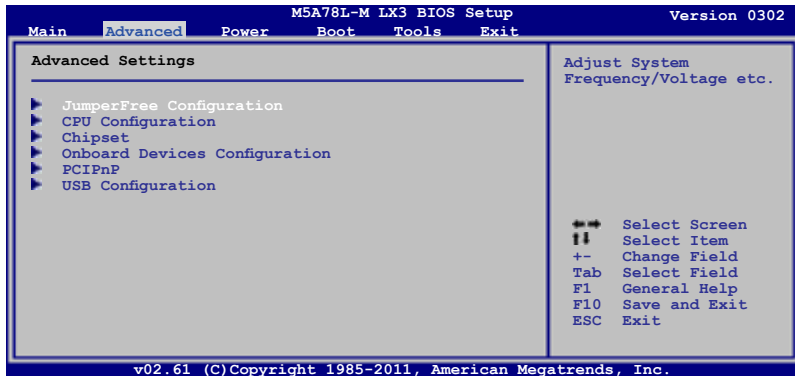 M5A78L-M LX3 BIOS Setup Version 0302
Main Advanced Power Boot Tools Exit
Advanced Settings
JumperFree Configuration
CPU Configuration
Chipset
Onboard Devices Configuration
PCIPnP
USB Configuration
Adjust System
Frequency/Voltage etc.
Select Screen
Select Item
+- Change Field
Tab Select Field
F1 General Help
F10 Save and Exit
ESC Exit
v02.61 (C)Copyright 1985-2011, American Megatrends, Inc.